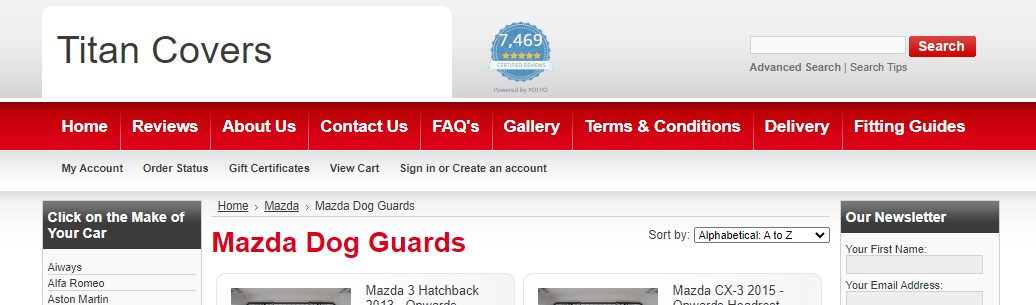 Titan Covers
7,469
CERTIFIED REVIEWS
Powered by YOTPO
Search
Advanced Search | Search Tips
Home Reviews About Us Contact Us FAQ's Gallery Terms & Conditions Delivery Fitting Guides
My Account Order Status Gift Certificates View Cart Sign in or Create an account
Click on the Make of
Your Car
Aiways
Alfa Romeo
Aston Martin
Home › Mazda › Mazda Dog Guards
Mazda Dog Guards
Sort by: Alphabetical: A to Z
Mazda 3 Hatchback
2013 - Onwards
Mazda CX-3 2015 -
Onwards Headrest
Our Newsletter
Your First Name:
Your Email Address: